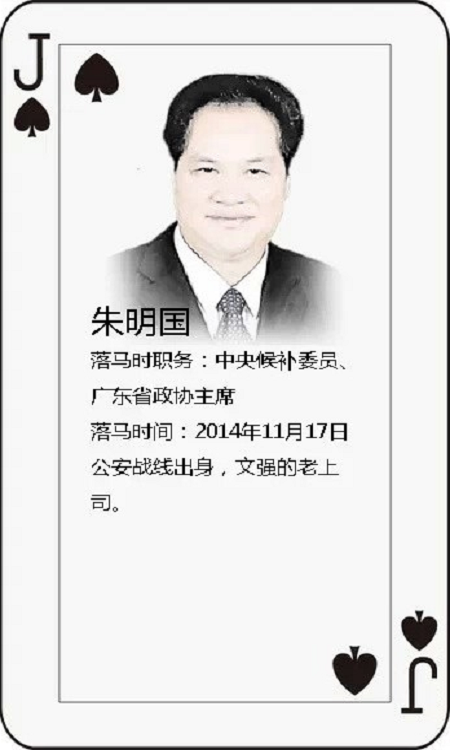 J
朱明国
落马时职务：中央候补委员、
广东省政协主席
落马时间：2014年11月17日
公安战线出身，文强的老上
司。
J